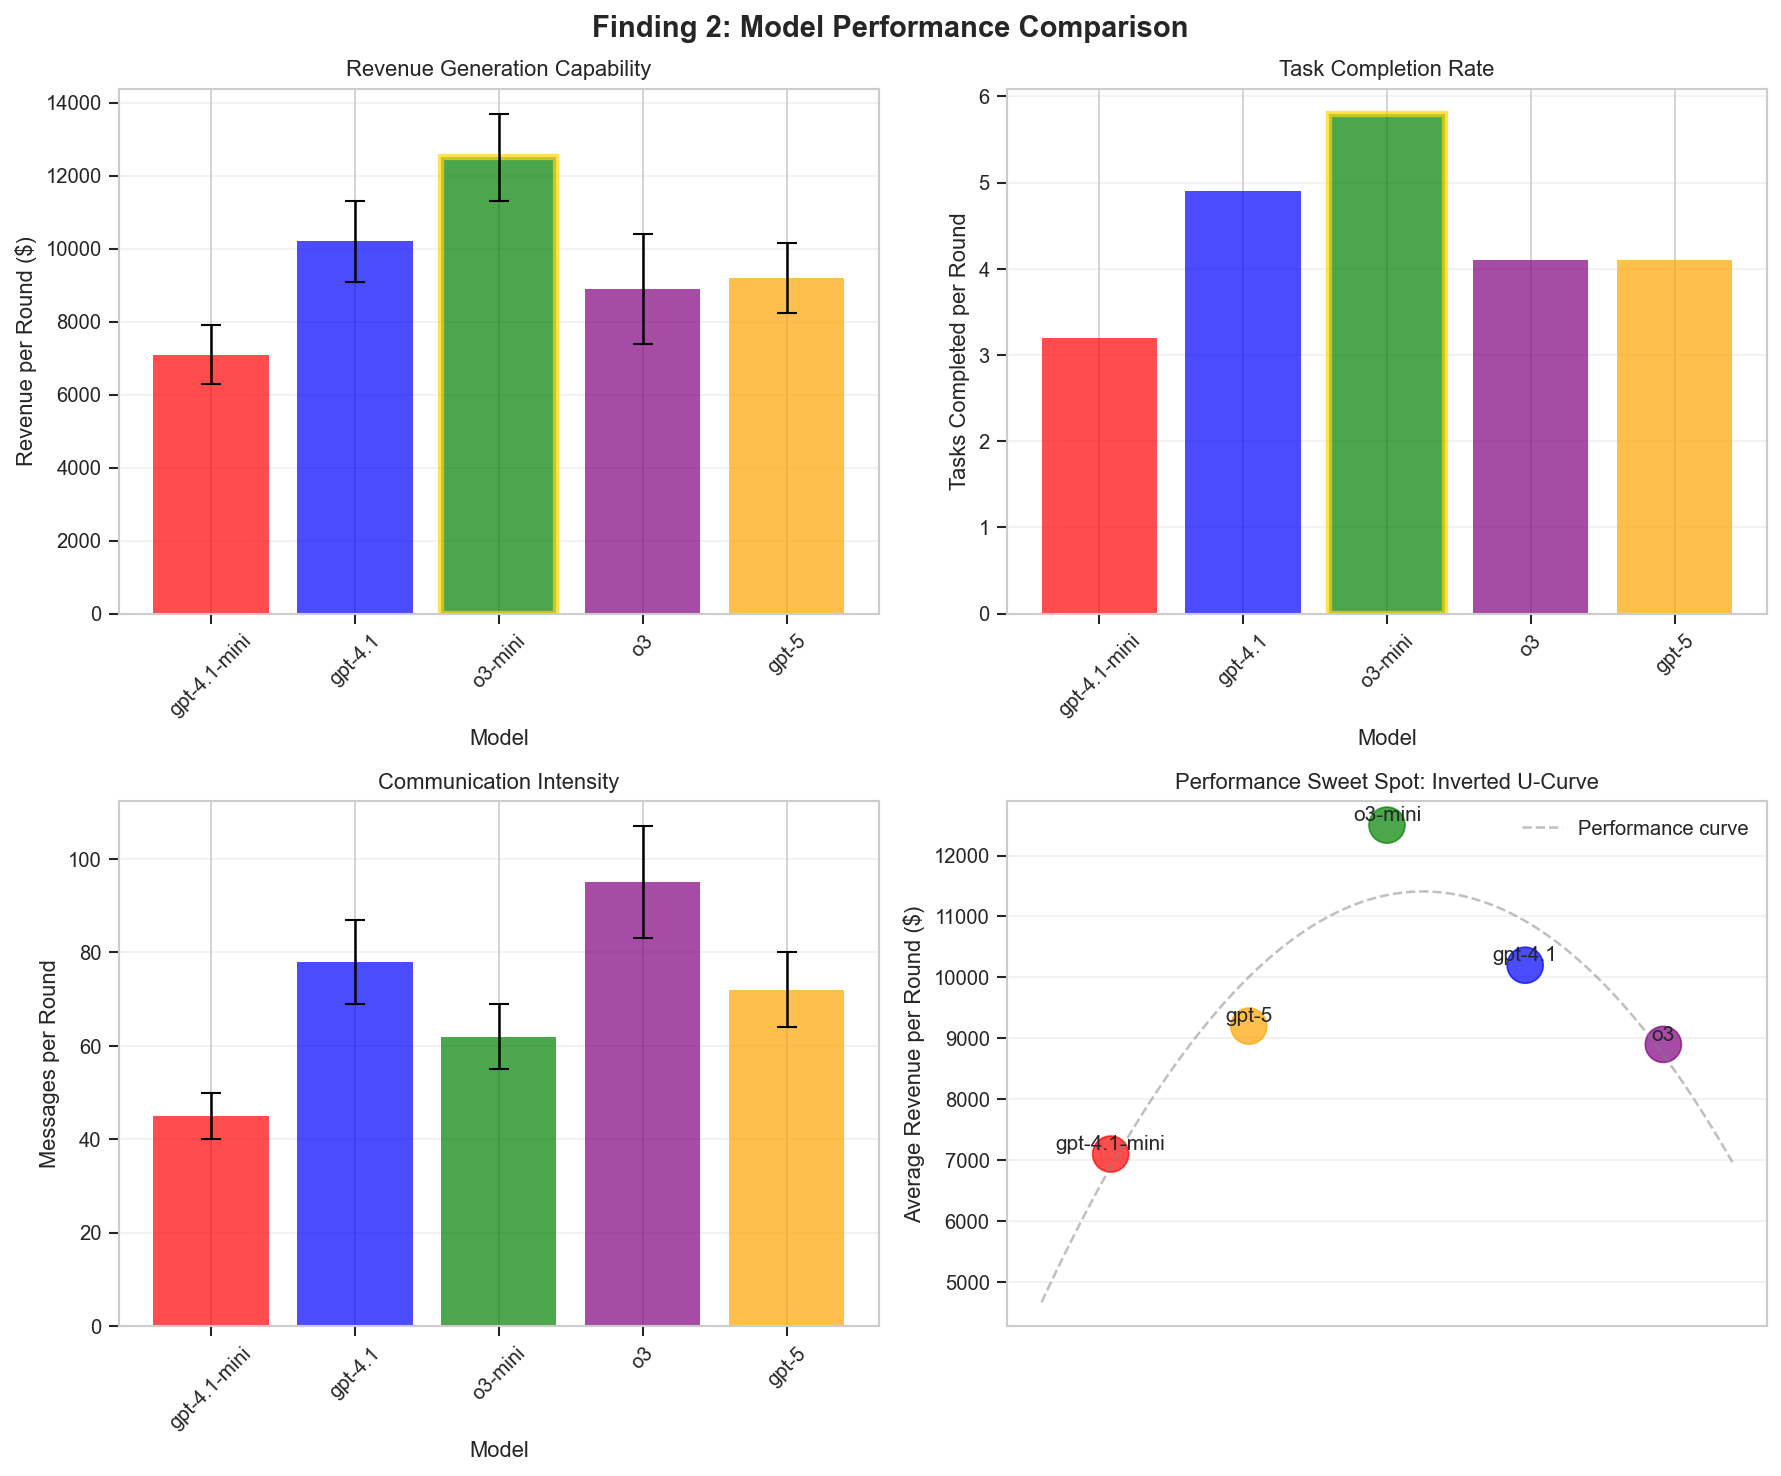 Finding 2: Model Performance Comparison
Revenue Generation Capability
Revenue per Round ($)
14000
12000
10000
8000
6000
4000
2000
0
gpt-4.1-mini
gpt-4.1
o3-mini
o3
gpt-5
Model
Task Completion Rate
Tasks Completed per Round
6
5
4
3
2
1
0
gpt-4.1-mini
gpt-4.1
o3-mini
o3
gpt-5
Model
Communication Intensity
Messages per Round
100
80
60
40
20
0
gpt-4.1-mini
gpt-4.1
o3-mini
o3
gpt-5
Model
Performance Sweet Spot: Inverted U-Curve
Average Revenue per Round ($)
12000
11000
10000
9000
8000
7000
6000
5000
o3-mini
Performance curve
gpt-4.1
gpt-5
o3
gpt-4.1-mini